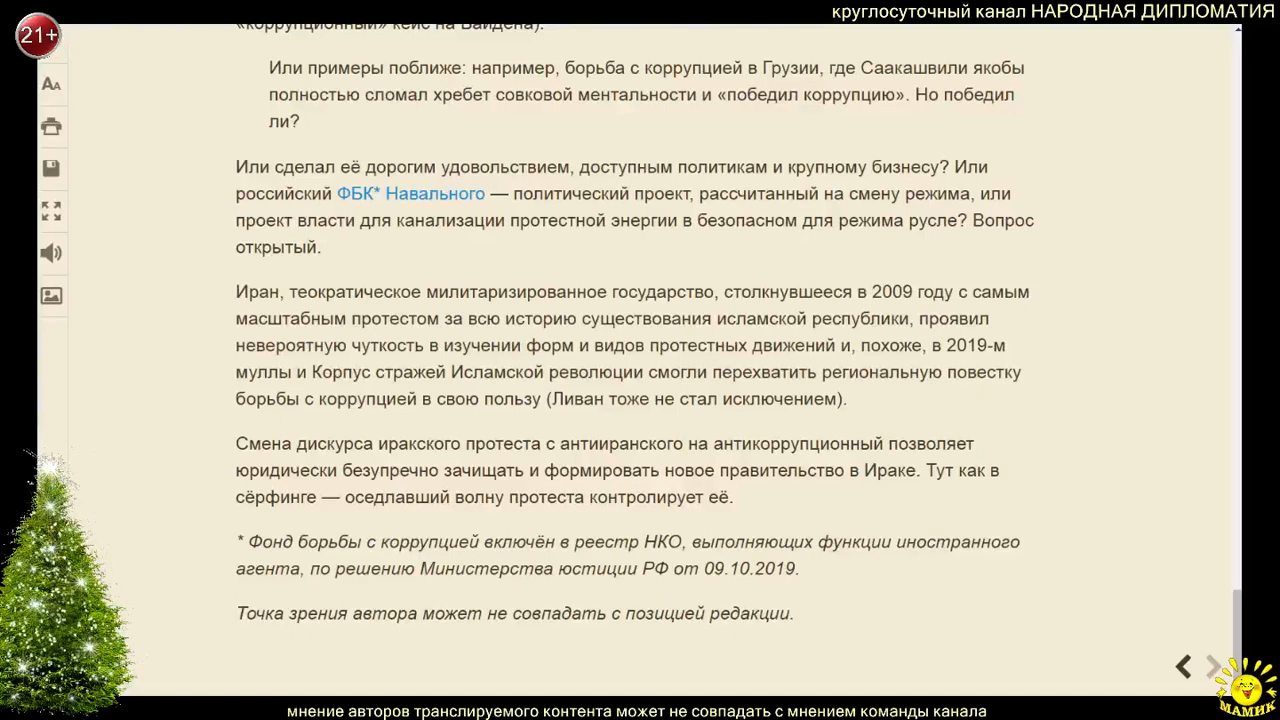 круглосуточный канал НАРОДНАЯ ДИПЛОМАТИЯ
21+
«коррупционный» кейс на Байдена).
AA
Или примеры поближе: например, борьба с коррупцией в Грузии, где Саакашвили якобы
полностью сломал хребет совковой ментальности и «победил коррупцию». Но победил
ли?
Или сделал её дорогим удовольствием, доступным политикам и крупному бизнесу? Или
российский ФБК* Навального — политический проект, рассчитанный на смену режима, или
проект власти для канализации протестной энергии в безопасном для режима русле? Вопрос
открытый.
Иран, теократическое милитаризированное государство, столкнувшееся в 2009 году с самым
масштабным протестом за всю историю существования исламской республики, проявил
невероятную чуткость в изучении форм и видов протестных движений и, похоже, в 2019-м
муллы и Корпус стражей Исламской революции смогли перехватить региональную повестку
борьбы с коррупцией в свою пользу (Ливан тоже не стал исключением).
Смена дискурса иракского протеста с антииранского на антикоррупционный позволяет
юридически безупречно зачищать и формировать новое правительство в Ираке. Тут как в
сёрфинге — оседлавший волну протеста контролирует её.
* Фонд борьбы с коррупцией включён в реестр НКО, выполняющих функции иностранного
агента, по решению Министерства юстиции РФ от 09.10.2019.
Точка зрения автора может не совпадать с позицией редакции.
МАМИК
мнение авторов транслируемого контента может не совпадать с мнением команды канала